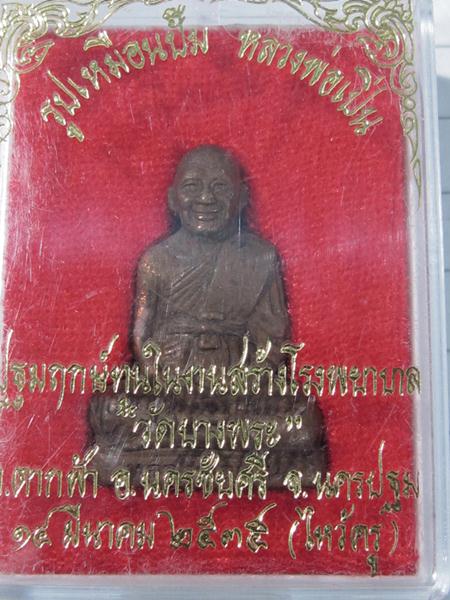 รูปเหมือนปั๊ม หลวงพ่อเปิ่น
ปฐมฤกษ์ทุนในงานสร้างโรงพยาบาล
"วัดบางพระ"
ต.ตากฟ้า อ.นครชัยศรี จ.นครปฐม
๑๔ มีนาคม ๒๕๓๕ (ไหว้ครู)